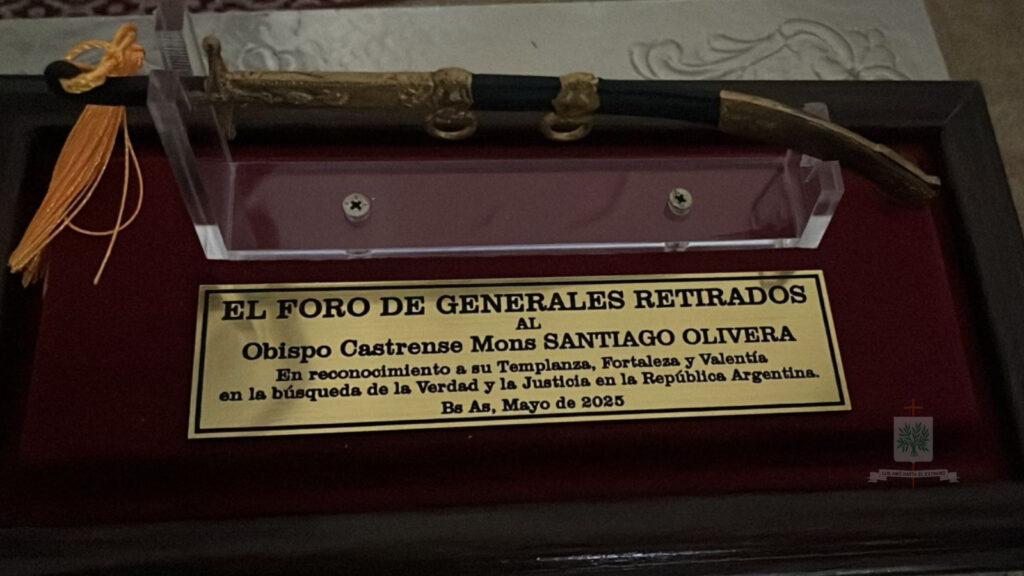 EL FORO DE GENERALES RETIRADOS
AL
Obispo Castrense Mons SANTIAGO OLIVERA
En reconocimiento a su Templanza, Fortaleza y Valentía
en la búsqueda de la Verdad y la Justicia en la República Argentina.
Bs As, Mayo de 2025